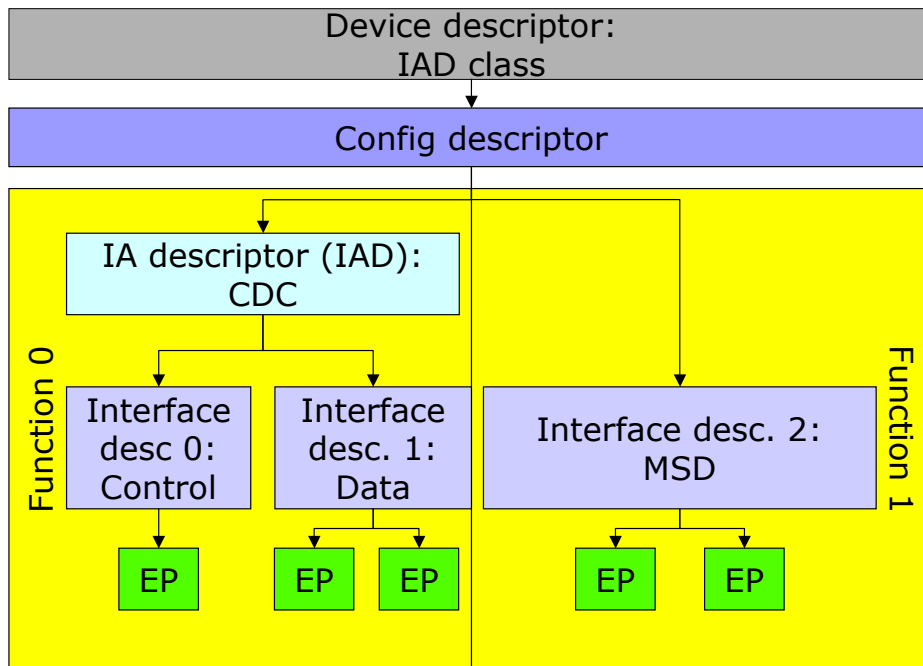 Device descriptor:
IAD class
Config descriptor
IA descriptor (IAD):
CDC
Function 0
Function 1
Interface
desc 0:
Control
Interface
desc. 1:
Data
Interface desc. 2:
MSD
EP
EP
EP
EP
EP